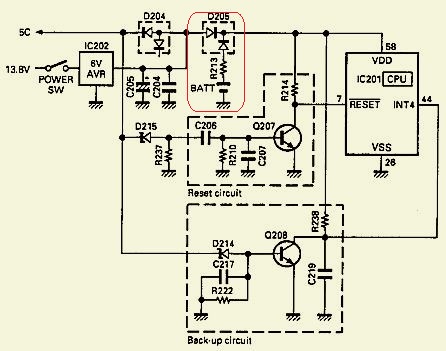 D204
D205
5C
IC202
6V
AVR
13.8V
POWER
SW
C205
C204
R213
BATT
58
VDD
IC201 CPU
7
RESET
INT4
44
VSS
26
R214
D215
C206
Q207
R237
R210
C207
Reset circuit
R238
D214
C217
R222
Q208
C219
Back-up circuit